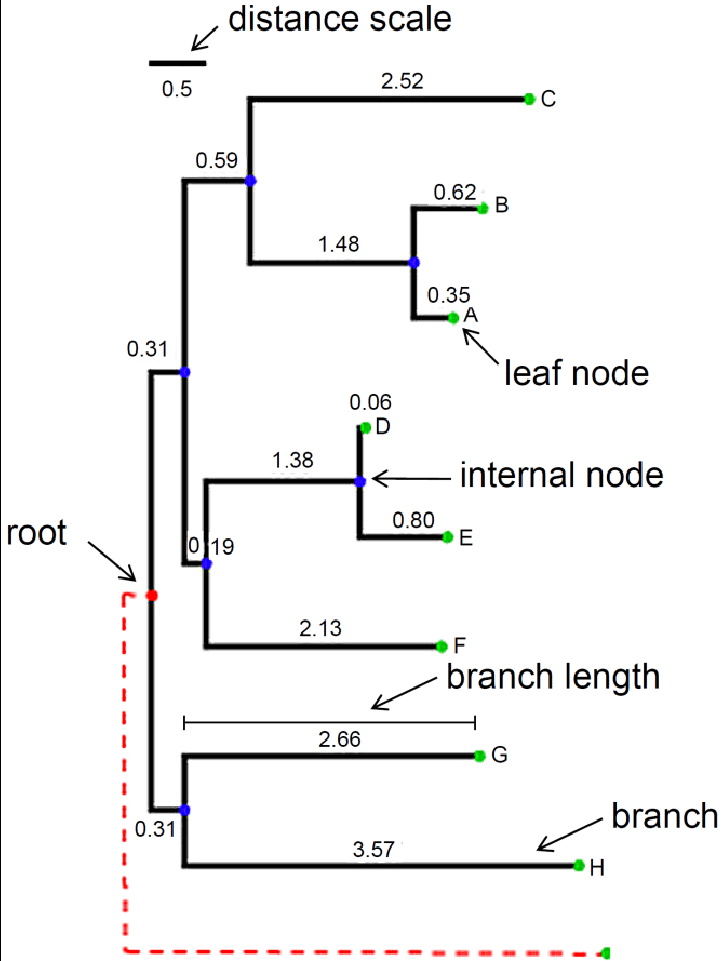 distance scale
0.5
2.52
C
0.59
0.62
B
1.48
0.35
A
leaf node
0.31
0.06
D
1.38
internal node
0.80
E
root
0.19
2.13
F
branch length
2.66
G
branch
0.31
3.57
H